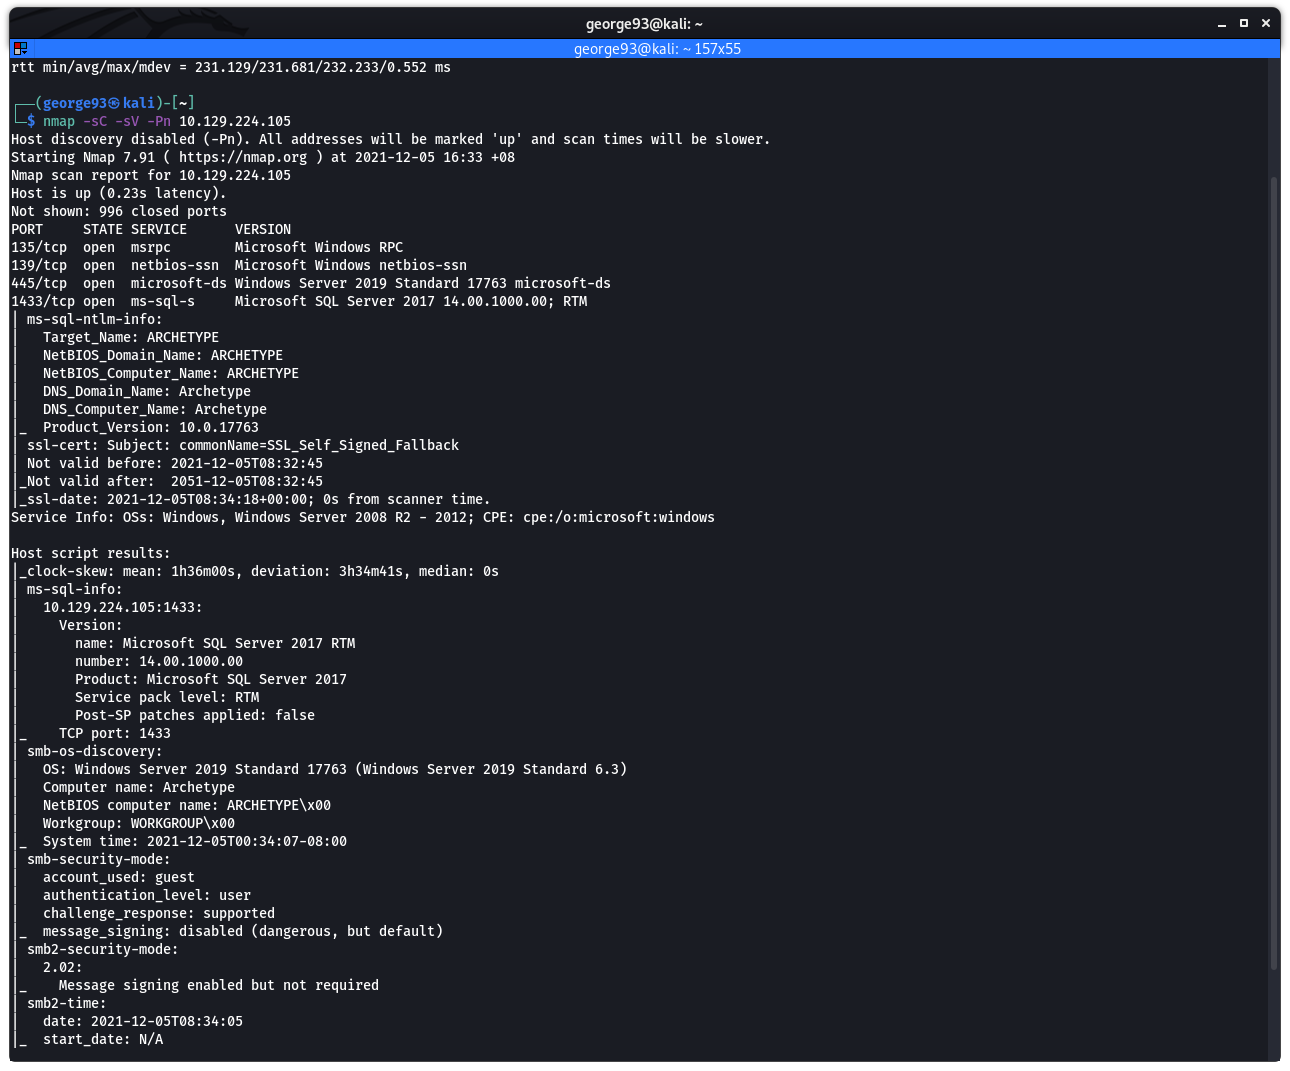 george93@kali: ~
george93@kali: ~ 157x55
rtt min/avg/max/mdev = 231.129/231.681/232.233/0.552 ms

┌──(george93㉿kali)-[~]
└─$ nmap -sC -sV -Pn 10.129.224.105
Host discovery disabled (-Pn). All addresses will be marked 'up' and scan times will be slower.
Starting Nmap 7.91 ( https://nmap.org ) at 2021-12-05 16:33 +08
Nmap scan report for 10.129.224.105
Host is up (0.23s latency).
Not shown: 996 closed ports
PORT     STATE SERVICE      VERSION
135/tcp  open  msrpc        Microsoft Windows RPC
139/tcp  open  netbios-ssn  Microsoft Windows netbios-ssn
445/tcp  open  microsoft-ds Windows Server 2019 Standard 17763 microsoft-ds
1433/tcp open  ms-sql-s     Microsoft SQL Server 2017 14.00.1000.00; RTM
| ms-sql-ntlm-info:
|   Target_Name: ARCHETYPE
|   NetBIOS_Domain_Name: ARCHETYPE
|   NetBIOS_Computer_Name: ARCHETYPE
|   DNS_Domain_Name: Archetype
|   DNS_Computer_Name: Archetype
|_  Product_Version: 10.0.17763
| ssl-cert: Subject: commonName=SSL_Self_Signed_Fallback
| Not valid before: 2021-12-05T08:32:45
|_Not valid after:  2051-12-05T08:32:45
|_ssl-date: 2021-12-05T08:34:18+00:00; 0s from scanner time.
Service Info: OSs: Windows, Windows Server 2008 R2 - 2012; CPE: cpe:/o:microsoft:windows

Host script results:
|_clock-skew: mean: 1h36m00s, deviation: 3h34m41s, median: 0s
| ms-sql-info:
|   10.129.224.105:1433:
|     Version:
|       name: Microsoft SQL Server 2017 RTM
|       number: 14.00.1000.00
|       Product: Microsoft SQL Server 2017
|       Service pack level: RTM
|       Post-SP patches applied: false
|_    TCP port: 1433
| smb-os-discovery:
|   OS: Windows Server 2019 Standard 17763 (Windows Server 2019 Standard 6.3)
|   Computer name: Archetype
|   NetBIOS computer name: ARCHETYPE\x00
|   Workgroup: WORKGROUP\x00
|_  System time: 2021-12-05T00:34:07-08:00
| smb-security-mode:
|   account_used: guest
|   authentication_level: user
|   challenge_response: supported
|_  message_signing: disabled (dangerous, but default)
| smb2-security-mode:
|   2.02:
|_    Message signing enabled but not required
| smb2-time:
|   date: 2021-12-05T08:34:05
|_  start_date: N/A